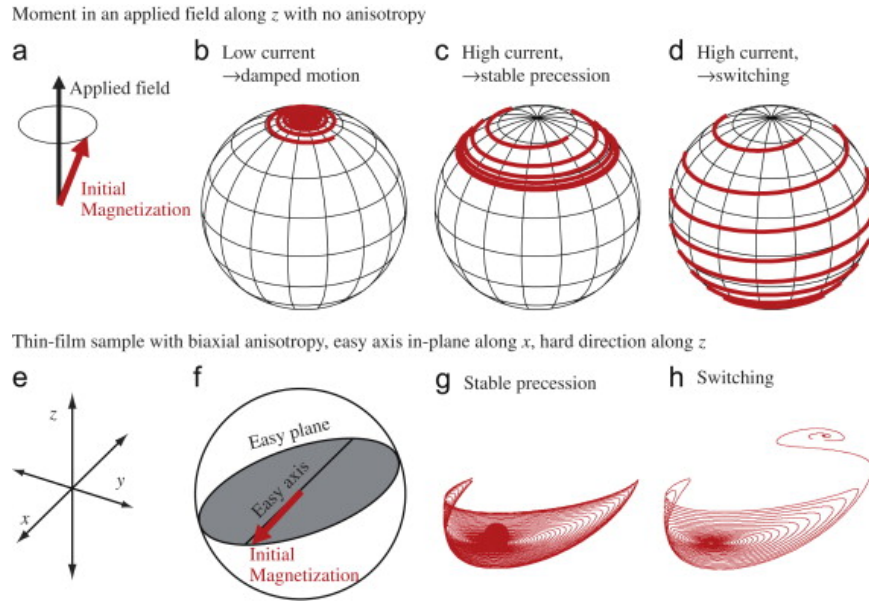 Moment in an applied field along z with no anisotropy
a
Applied field
Initial
Magnetization
b
Low current
→damped motion
c
High current,
→stable precession
d
High current,
→switching
Thin-film sample with biaxial anisotropy, easy axis in-plane along x, hard direction along z
e
z
y
x
f
Easy plane
Easy axis
Initial
Magnetization
g
Stable precession
h
Switching